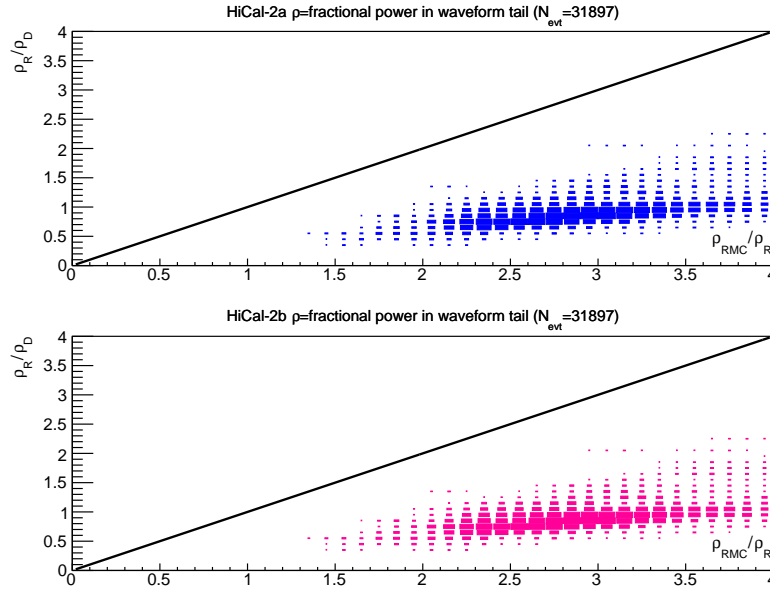 HiCal-2a ρ=fractional power in waveform tail (N_evt=31897)
ρ_R/ρ_D
4
3.5
3
2.5
2
1.5
1
0.5
0
ρ_RMC/ρ_R
0 0.5 1 1.5 2 2.5 3 3.5 4
HiCal-2b ρ=fractional power in waveform tail (N_evt=31897)
ρ_R/ρ_D
4
3.5
3
2.5
2
1.5
1
0.5
0
ρ_RMC/ρ_R
0 0.5 1 1.5 2 2.5 3 3.5 4